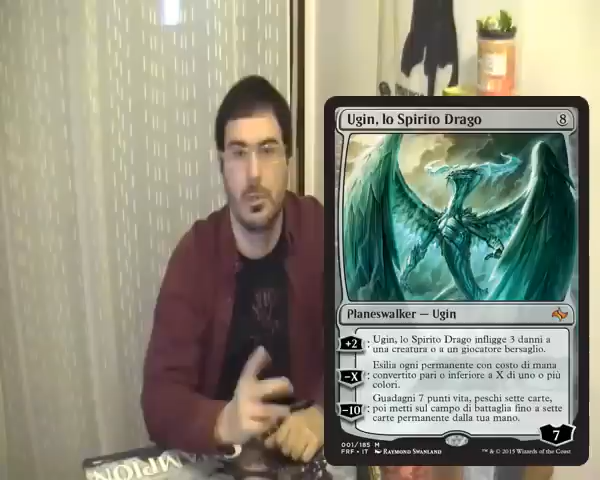 Ugin, lo Spirito Drago 8
Planeswalker — Ugin
+2 : Ugin, lo Spirito Drago infligge 3 danni a
una creatura o a un giocatore bersaglio.
Esilia ogni permanente con costo di mana
-X : convertito pari o inferiore a X di uno o più
colori.
Guadagni 7 punti vita, peschi sette carte,
-10 : poi metti sul campo di battaglia fino a sette
carte permanente dalla tua mano.
7
001/185 M
FRF • IT RAYMOND SWANLAND ™ & © 2015 Wizards of the Coast
MPION